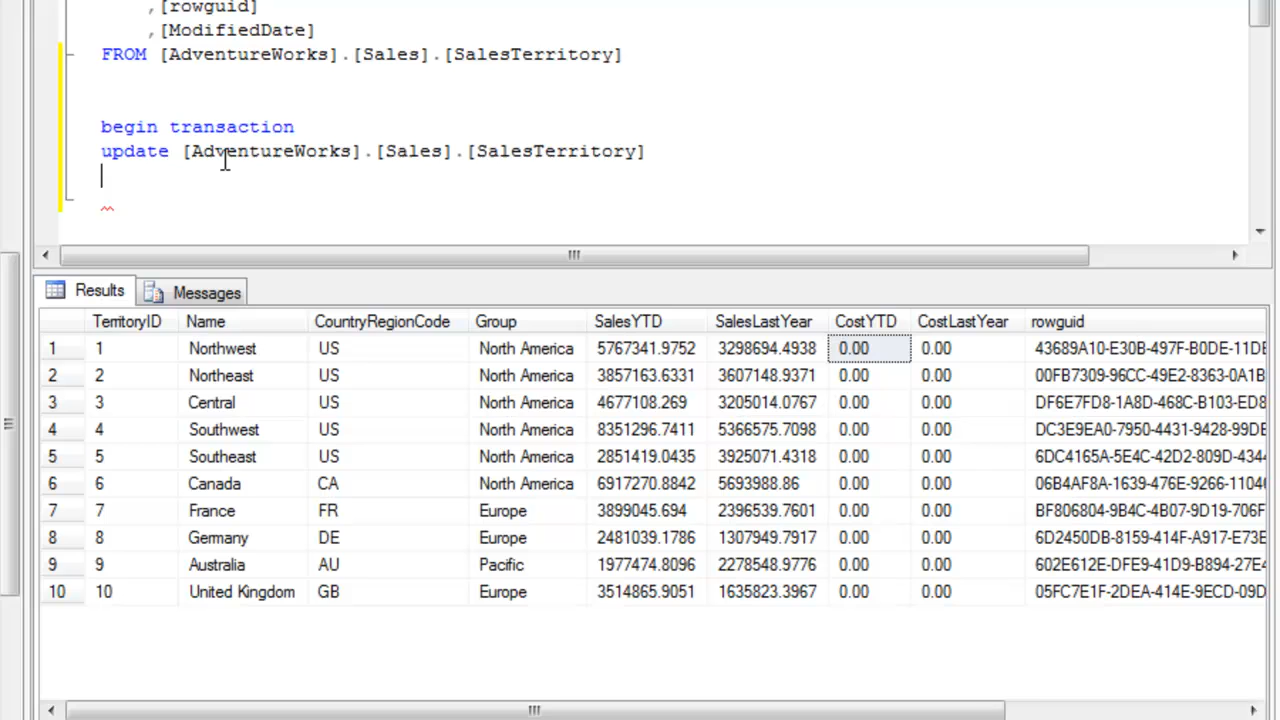 ,[rowguid]
,[ModifiedDate]
FROM [AdventureWorks].[Sales].[SalesTerritory]
begin transaction
update [AdventureWorks].[Sales].[SalesTerritory]
Results Messages
TerritoryID Name CountryRegionCode Group SalesYTD SalesLastYear CostYTD CostLastYear rowguid
1 1 Northwest US North America 5767341.9752 3298694.4938 0.00 0.00 43689A10-E30B-497F-B0DE-11DE
2 2 Northeast US North America 3857163.6331 3607148.9371 0.00 0.00 00FB7309-96CC-49E2-8363-0A1B
3 3 Central US North America 4677108.269 3205014.0767 0.00 0.00 DF6E7FD8-1A8D-468C-B103-ED8
4 4 Southwest US North America 8351296.7411 5366575.7098 0.00 0.00 DC3E9EA0-7950-4431-9428-99DE
5 5 Southeast US North America 2851419.0435 3925071.4318 0.00 0.00 6DC4165A-5E4C-42D2-809D-4344
6 6 Canada CA North America 6917270.8842 5693988.86 0.00 0.00 06B4AF8A-1639-476E-9266-1104
7 7 France FR Europe 3899045.694 2396539.7601 0.00 0.00 BF806804-9B4C-4B07-9D19-706F
8 8 Germany DE Europe 2481039.1786 1307949.7917 0.00 0.00 6D2450DB-8159-414F-A917-E73E
9 9 Australia AU Pacific 1977474.8096 2278548.9776 0.00 0.00 602E612E-DFE9-41D9-B894-27E4
10 10 United Kingdom GB Europe 3514865.9051 1635823.3967 0.00 0.00 05FC7E1F-2DEA-414E-9ECD-09D